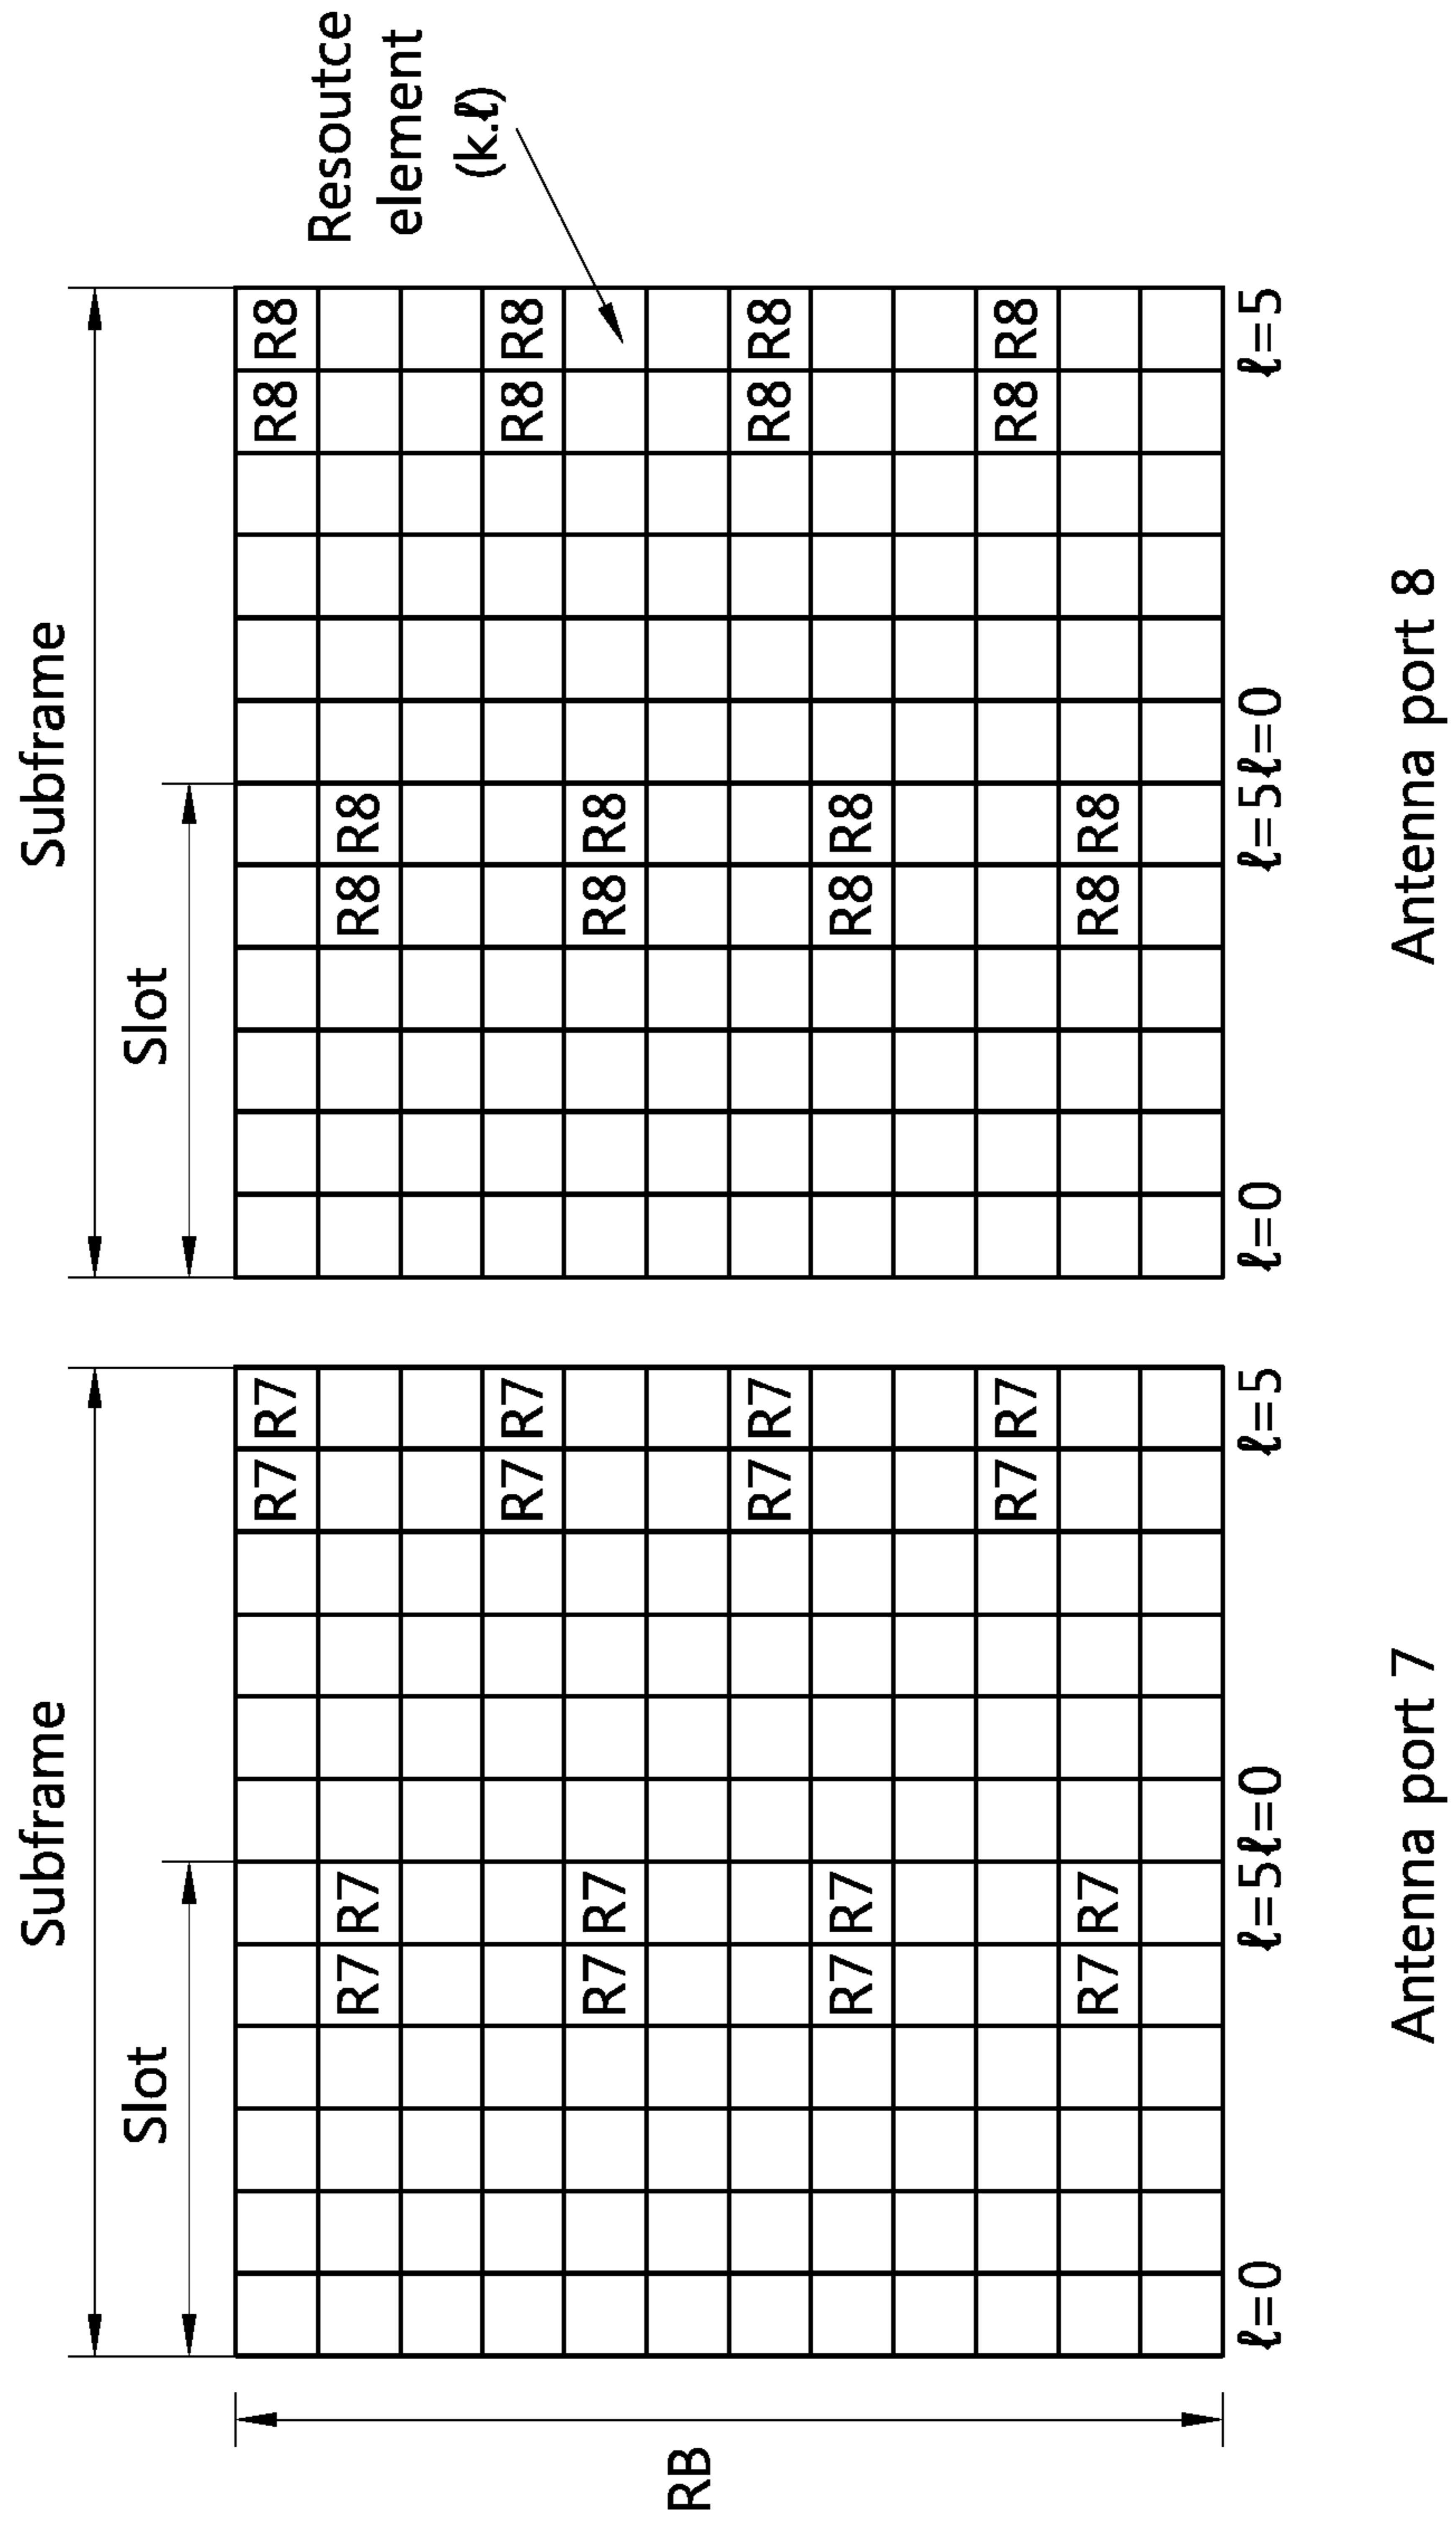 Subframe Subframe
Slot Slot
R7 R7 R8 R8
Resoutce
element
(k.ℓ)
R7 R7 R8 R8
R7 R7 R8 R8
R7 R7 R8 R8
RB
R7 R7 R8 R8
R7 R7 R8 R8
R7 R7 R8 R8
R7 R7 R8 R8
ℓ=0 ℓ=5 ℓ=0 ℓ=5 ℓ=0 ℓ=5 ℓ=0 ℓ=5
Antenna port 7 Antenna port 8